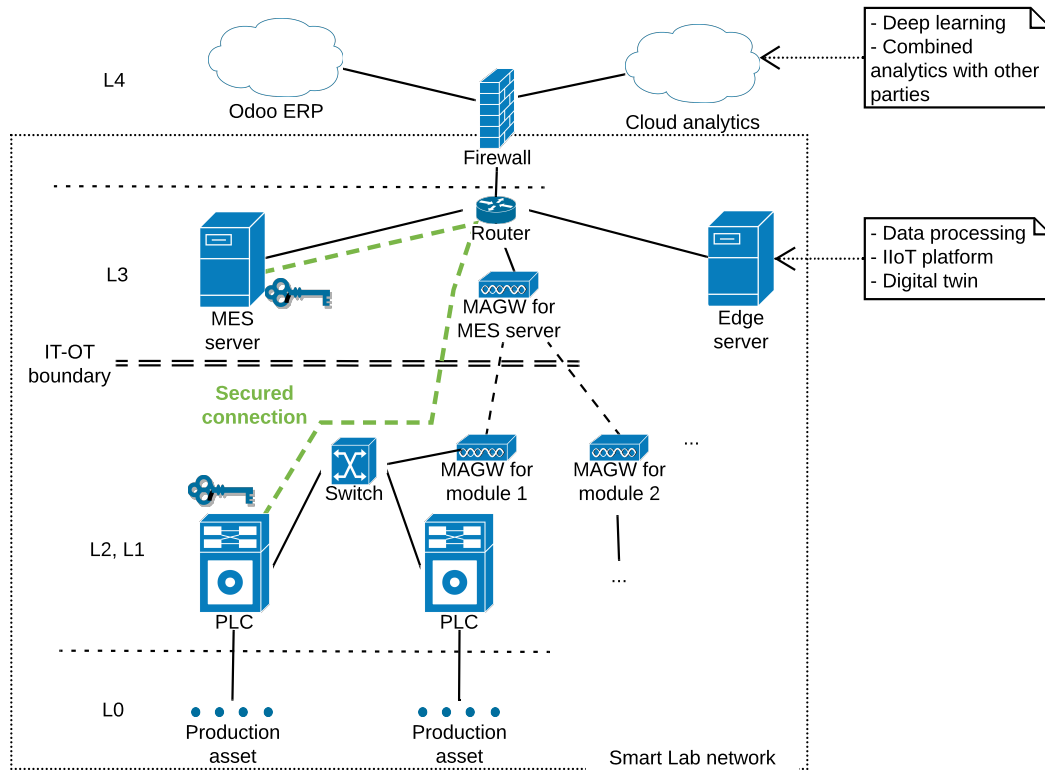 - Deep learning
- Combined
analytics with other
parties
L4
Odoo ERP
Cloud analytics
Firewall
Router
- Data processing
- IIoT platform
- Digital twin
L3
MES
server
MAGW for
MES server
Edge
server
IT-OT
boundary
Secured
connection
...
Switch
MAGW for
module 1
MAGW for
module 2
L2, L1
...
PLC
PLC
L0
Production
asset
Production
asset
Smart Lab network